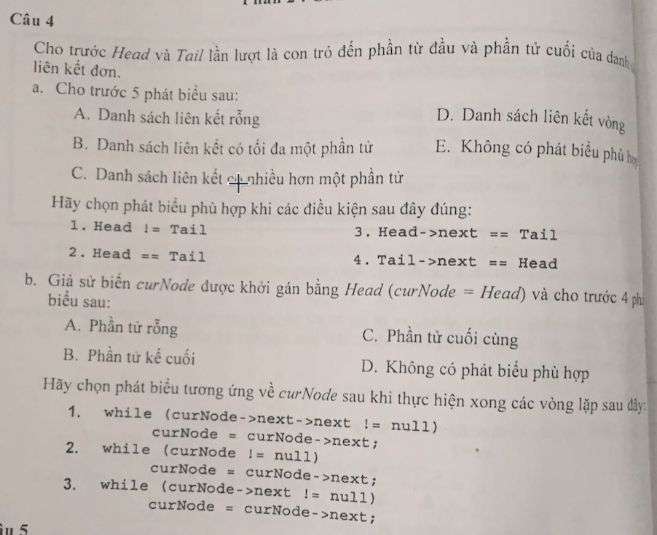 Câu 4
Cho trước Head và Tail lần lượt là con trỏ đến phần từ đầu và phần tử cuối của danh
liên kết đơn.
a. Cho trước 5 phát biểu sau:
A. Danh sách liên kết rỗng
D. Danh sách liên kết vòng
B. Danh sách liên kết có tối đa một phần tử
E. Không có phát biểu phù hợp
C. Danh sách liên kết có nhiều hơn một phần tử
Hãy chọn phát biểu phù hợp khi các điều kiện sau đây đúng:
1. Head != Tail
3. Head->next == Tail
2. Head == Tail
4. Tail->next == Head
b. Giả sử biến curNode được khởi gán bằng Head (curNode = Head) và cho trước 4
biểu sau:
A. Phần tử rỗng
C. Phần tử cuối cùng
B. Phần tử kế cuối
D. Không có phát biểu phù hợp
Hãy chọn phát biểu tương ứng về curNode sau khi thực hiện xong các vòng lặp sau đây:
1. while (curNode->next->next != null)
curNode = curNode->next;
2. while (curNode != null)
curNode = curNode->next;
3. while (curNode->next != null)
curNode = curNode->next;
5